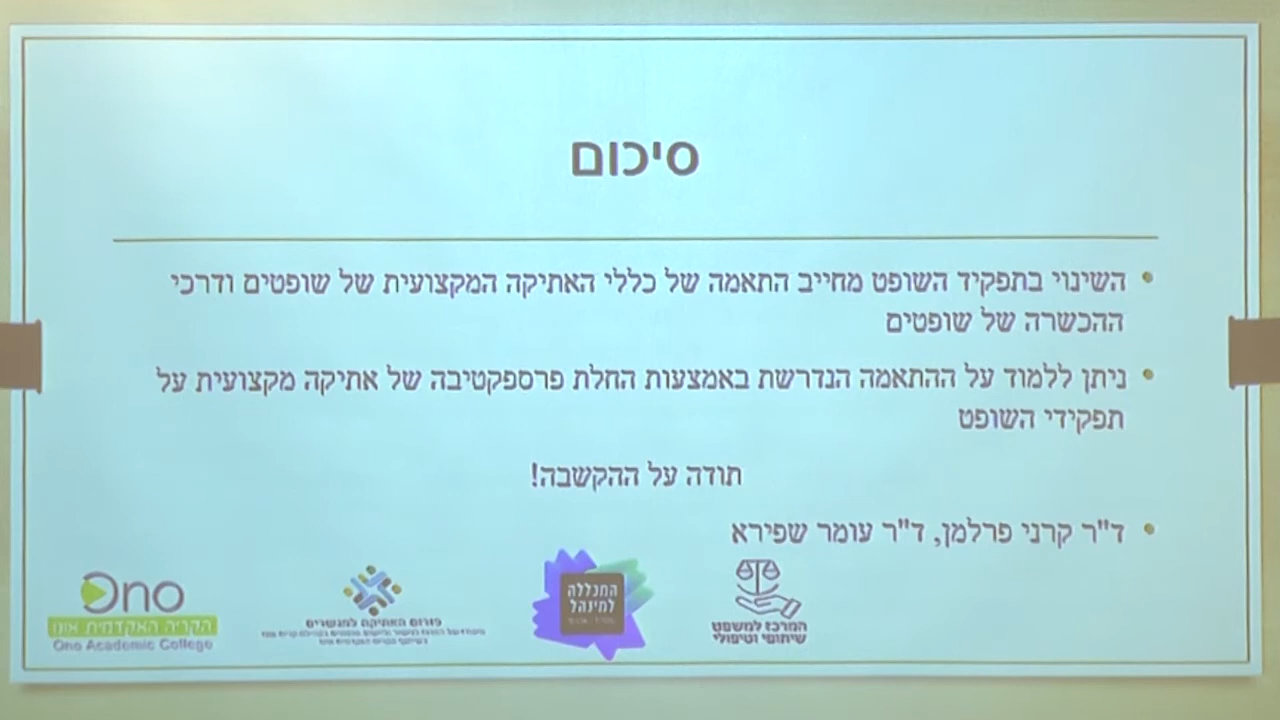 סיכום
השינוי בתפקיד השופט מחייב התאמה של כללי האתיקה המקצועית של שופטים ודרכי
ההכשרה של שופטים
ניתן ללמוד על ההתאמה הנדרשת באמצעות החלת פרספקטיבה של אתיקה מקצועית על
תפקידי השופט
תודה על ההקשבה!
ד"ר קרני פרלמן, ד"ר עומר שפירא
המרכז למשפט
שיתופי וטיפולי
המכללה
למינהל
פורום האתיקה למגשרים
Ono
הקריה האקדמית אונו
Ono Academic College